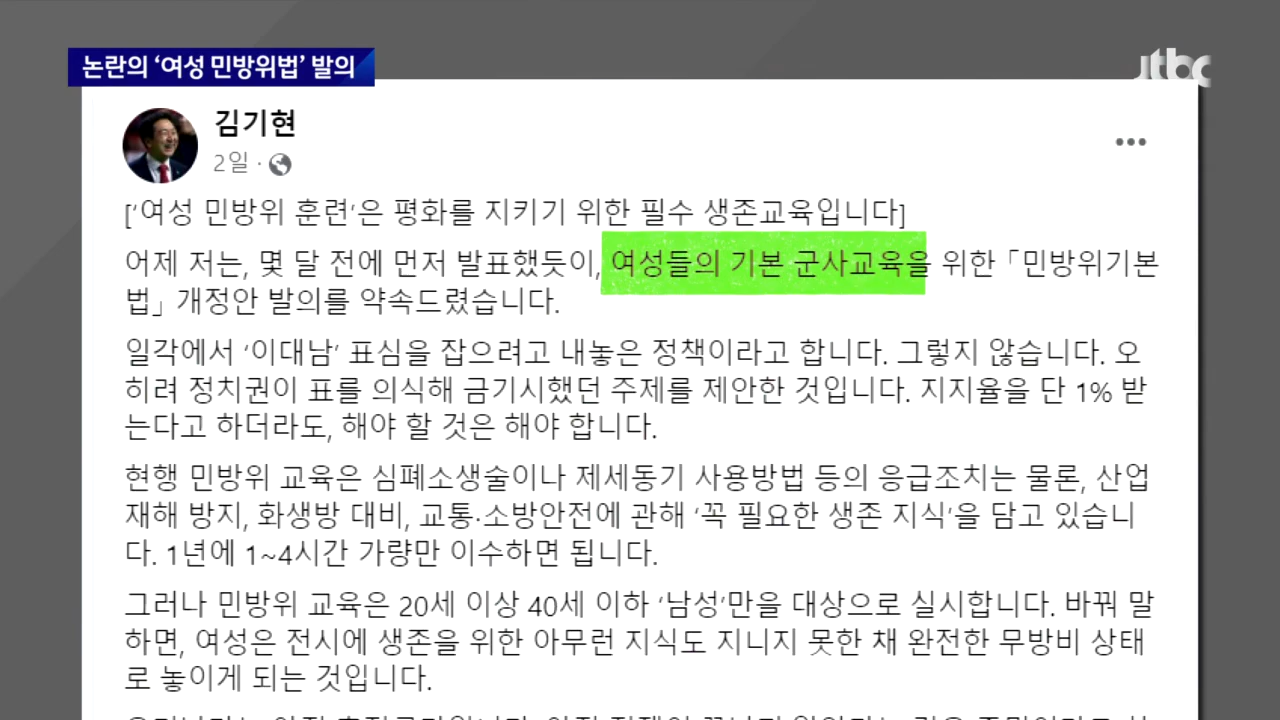 논란의 ‘여성 민방위법’ 발의
jtbc
김기현
2일 ·
[‘여성 민방위 훈련’은 평화를 지키기 위한 필수 생존교육입니다]
어제 저는, 몇 달 전에 먼저 발표했듯이, 여성들의 기본 군사교육을 위한 「민방위기본
법」 개정안 발의를 약속드렸습니다.
일각에서 ‘이대남’ 표심을 잡으려고 내놓은 정책이라고 합니다. 그렇지 않습니다. 오
히려 정치권이 표를 의식해 금기시했던 주제를 제안한 것입니다. 지지율을 단 1% 받
는다고 하더라도, 해야 할 것은 해야 합니다.
현행 민방위 교육은 심폐소생술이나 제세동기 사용방법 등의 응급조치는 물론, 산업
재해 방지, 화생방 대비, 교통·소방안전에 관해 ‘꼭 필요한 생존 지식’을 담고 있습니
다. 1년에 1~4시간 가량만 이수하면 됩니다.
그러나 민방위 교육은 20세 이상 40세 이하 ‘남성’만을 대상으로 실시합니다. 바꿔 말
하면, 여성은 전시에 생존을 위한 아무런 지식도 지니지 못한 채 완전한 무방비 상태
로 놓이게 되는 것입니다.